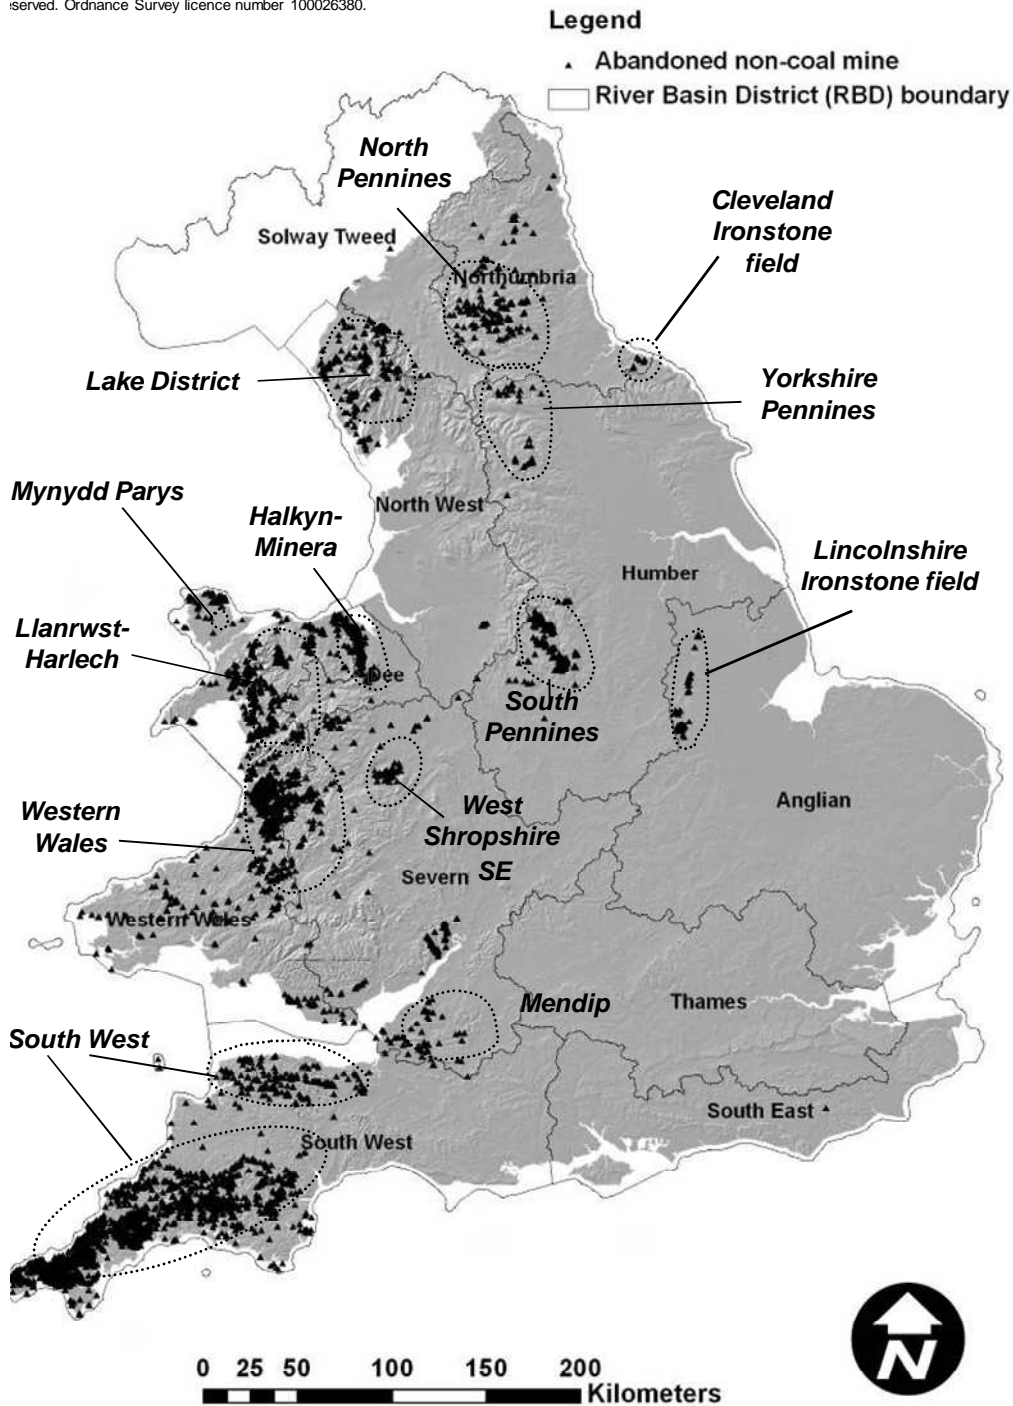 served. Ordnance Survey licence number 100026380.
Legend
Abandoned non-coal mine
River Basin District (RBD) boundary
North
Pennines
Cleveland
Ironstone
field
Solway Tweed
Northumbria
Lake District
Yorkshire
Pennines
Mynydd Parys
North West
Halkyn-
Minera
Lincolnshire
Ironstone field
Humber
Llanrwst-
Harlech
Dee
South
Pennines
Western
Wales
West
Shropshire
SE
Anglian
Severn
Western Wales
Mendip
Thames
South West
South East
South West
0 25 50 100 150 200
Kilometers
N